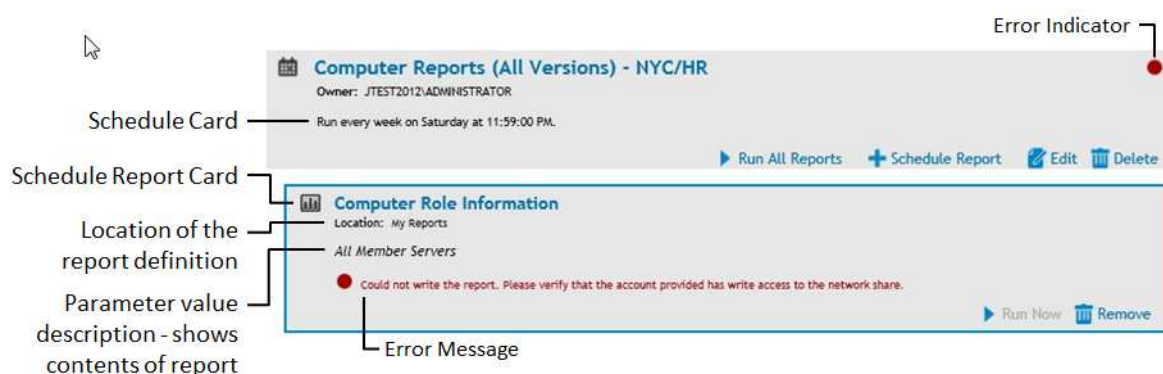 Error Indicator
Computer Reports (All Versions) - NYC/HR
Owner: JTEST2012\ADMINISTRATOR
Schedule Card
Run every week on Saturday at 11:59:00 PM.
Run All Reports Schedule Report Edit Delete
Schedule Report Card
Computer Role Information
Location: My Reports
Location of the
report definition
All Member Servers
Could not write the report. Please verify that the account provided has write access to the network share.
Parameter value
description - shows
contents of report
Run Now Remove
Error Message